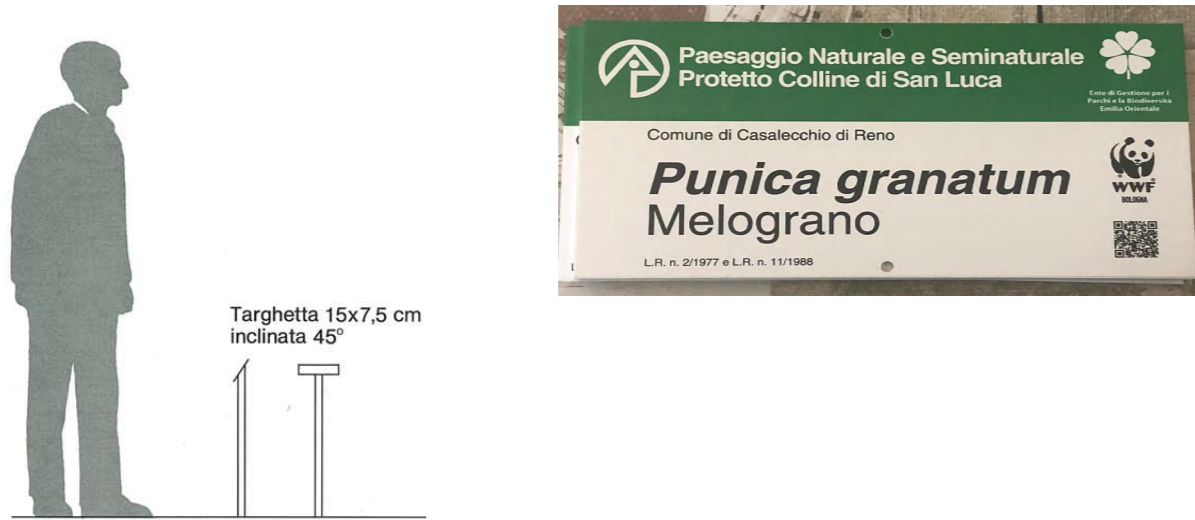 Targhetta 15x7,5 cm
inclinata 45°
Paesaggio Naturale e Seminaturale
Protetto Colline di San Luca
Ente di Gestione per i
Parchi e la Biodiversità
Emilia Orientale
Comune di Casalecchio di Reno
Punica granatum
Melograno
WWF
BOLOGNA
L.R. n. 2/1977 e L.R. n. 11/1988